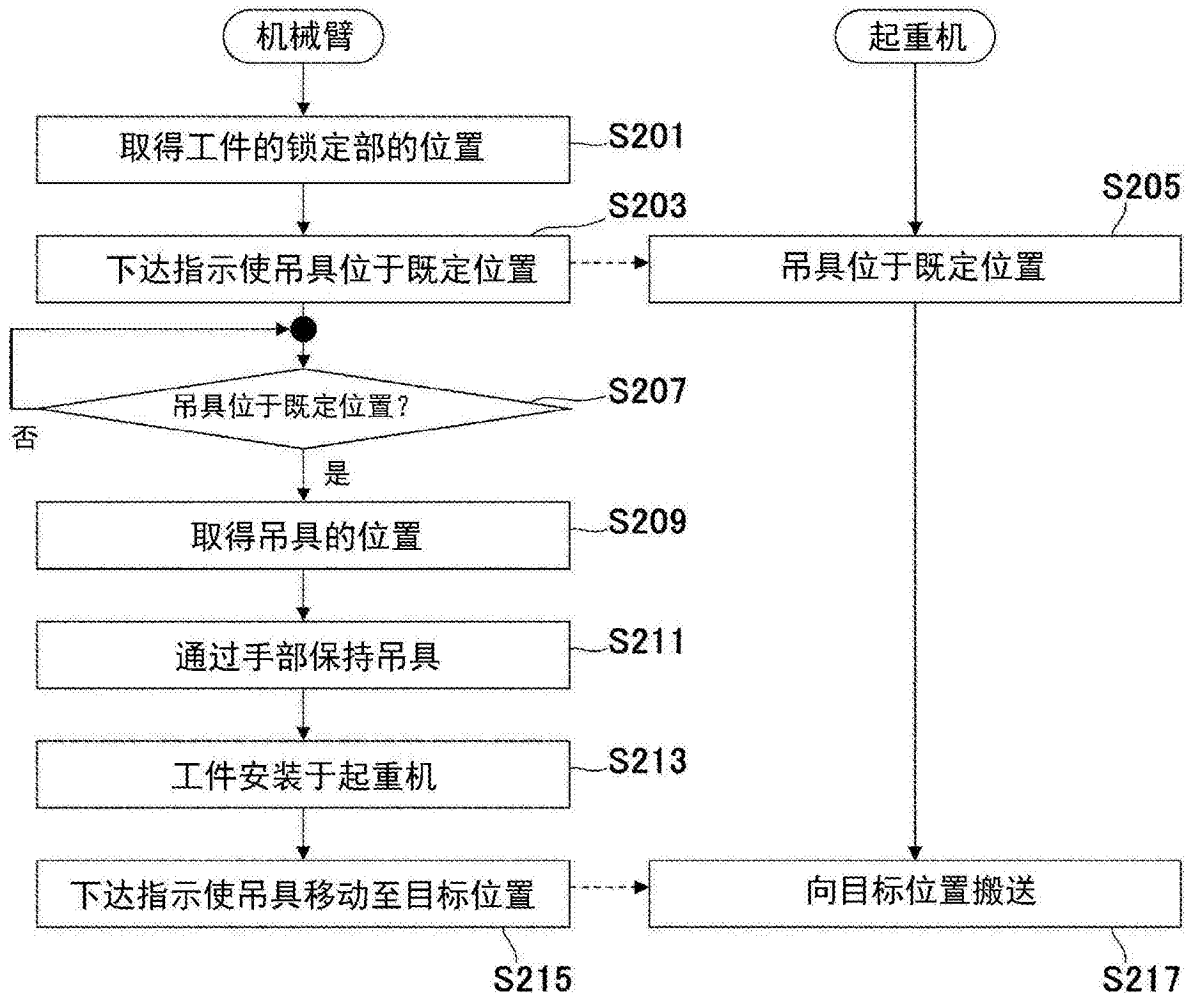 机械臂
起重机
取得工件的锁定部的位置
S201
下达指示使吊具位于既定位置
S203
吊具位于既定位置
S205
吊具位于既定位置?
S207
否
是
取得吊具的位置
S209
通过手部保持吊具
S211
工件安装于起重机
S213
下达指示使吊具移动至目标位置
S215
向目标位置搬送
S217